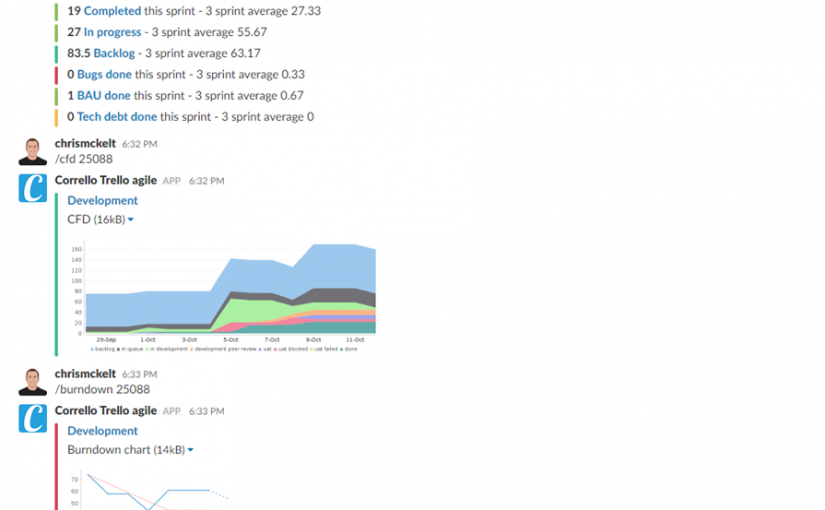 19 Completed this sprint - 3 sprint average 27.33
27 In progress - 3 sprint average 55.67
83.5 Backlog - 3 sprint average 63.17
0 Bugs done this sprint - 3 sprint average 0.33
1 BAU done this sprint - 3 sprint average 0.67
0 Tech debt done this sprint - 3 sprint average 0
chrismckelt 6:32 PM
/cfd 25088
Corrello Trello agile APP 6:32 PM
Development
CFD (16kB)
160
140
120
100
80
60
40
20
0
29-Sep 1-Oct 3-Oct 5-Oct 7-Oct 9-Oct 11-Oct
backlog in queue in development development peer review uat uat blocked uat failed done
chrismckelt 6:33 PM
/burndown 25088
Corrello Trello agile APP 6:33 PM
Development
Burndown chart (14kB)
70
60
50